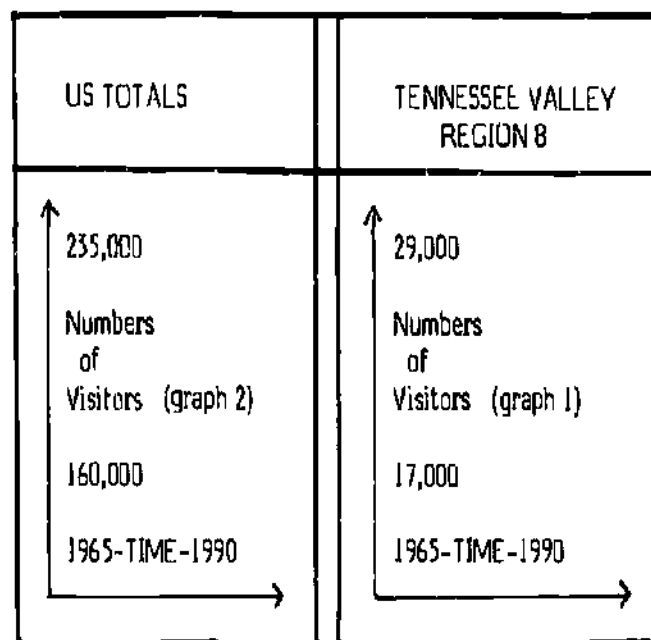 US TOTALS
235,000
Numbers
of
Visitors (graph 2)
160,000
1965-TIME-1990
TENNESSEE VALLEY
REGION 8
29,000
Numbers
of
Visitors (graph 1)
17,000
1965-TIME-1990